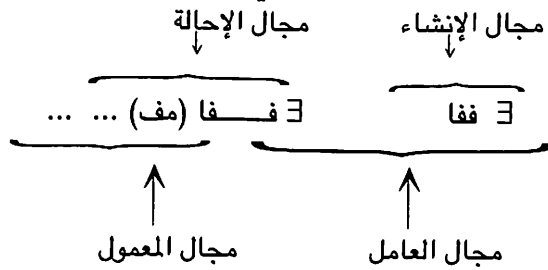 مجال الإنشاء مجال الإحالة
∃ ففا ∃ فـــفا (مف) ... ...
مجال العامل مجال المعمول